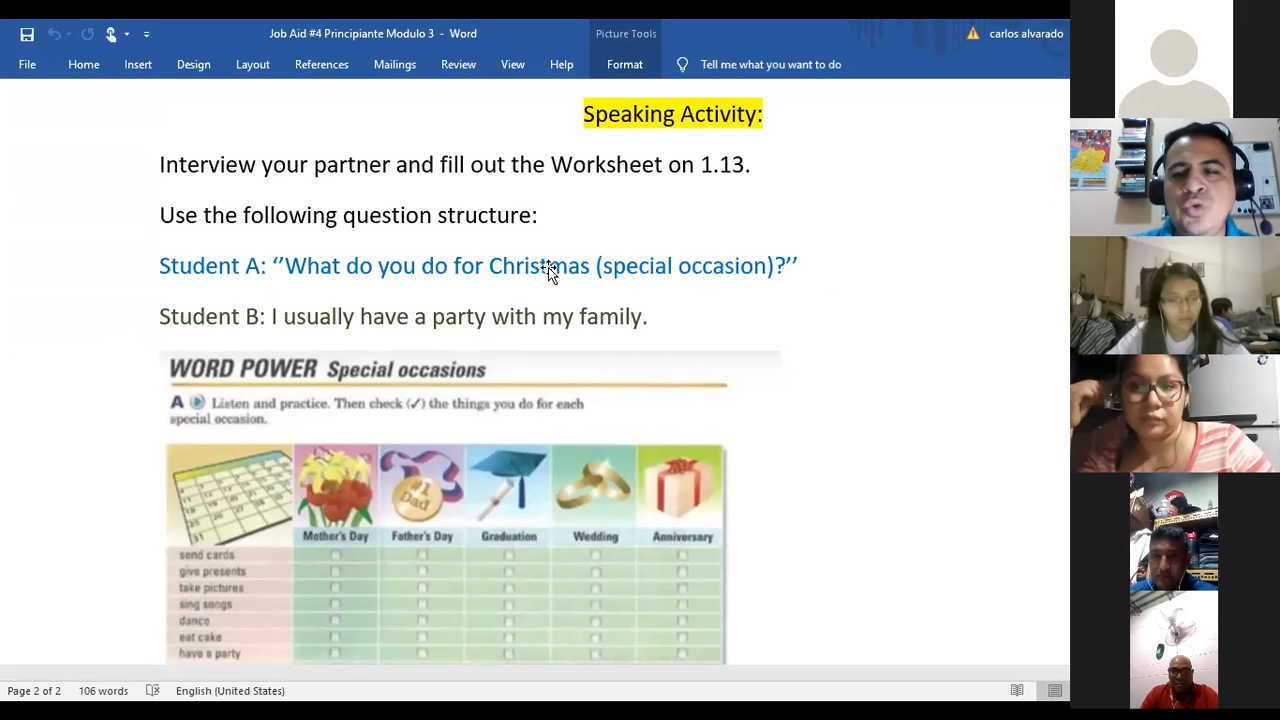 Job Aid #4 Principiante Modulo 3 - Word
Picture Tools
carlos alvarado
File Home Insert Design Layout References Mailings Review View Help Format Tell me what you want to do
Speaking Activity:
Interview your partner and fill out the Worksheet on 1.13.
Use the following question structure:
Student A: ‘’What do you do for Christmas (special occasion)?’’
Student B: I usually have a party with my family.
WORD POWER Special occasions
A Listen and practice. Then check (✓) the things you do for each
special occasion.
#1
Dad
Mother's Day Father's Day Graduation Wedding Anniversary
send cards
give presents
take pictures
sing songs
dance
eat cake
have a party
Page 2 of 2 106 words English (United States)